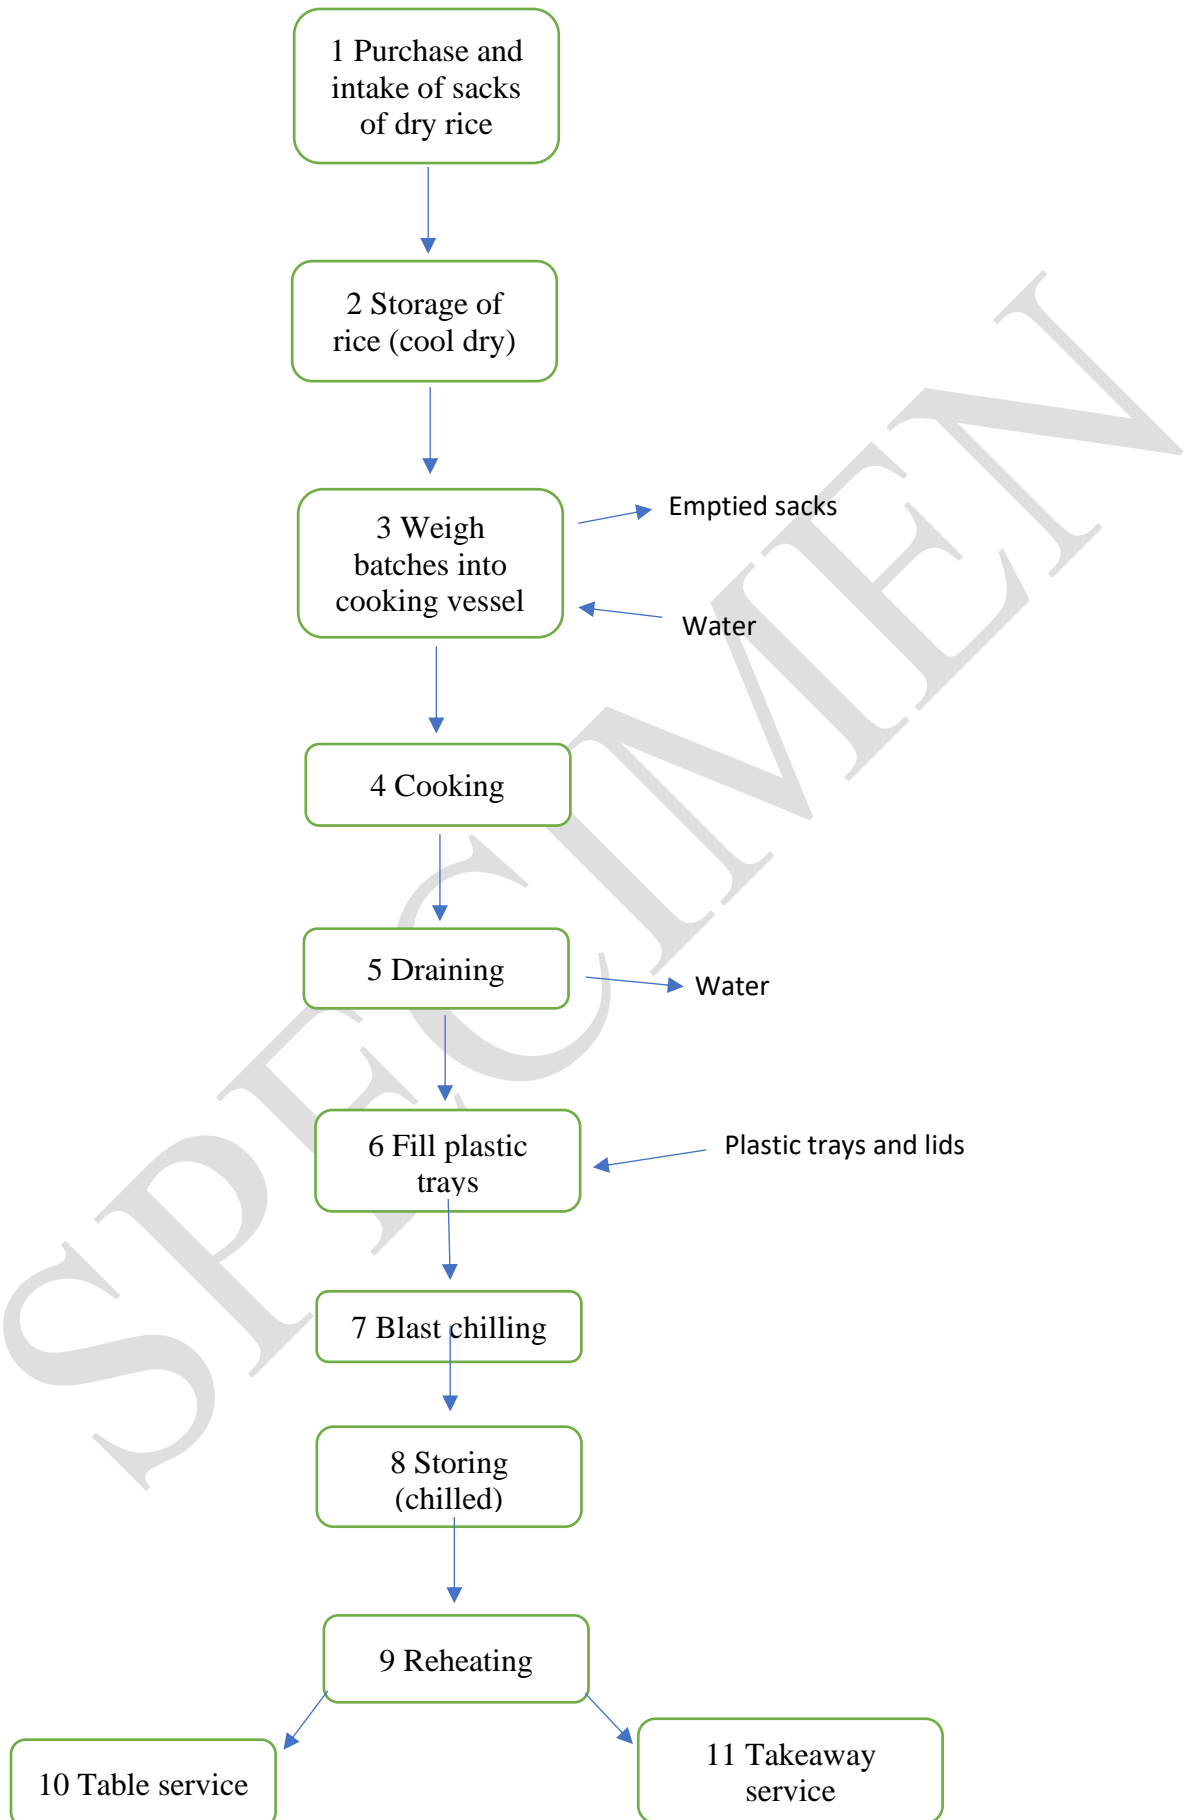 1 Purchase and
intake of sacks
of dry rice
2 Storage of
rice (cool dry)
3 Weigh
batches into
cooking vessel
Emptied sacks
Water
4 Cooking
5 Draining
Water
6 Fill plastic
trays
Plastic trays and lids
7 Blast chilling
8 Storing
(chilled)
9 Reheating
10 Table service
11 Takeaway
service
SPECIMEN